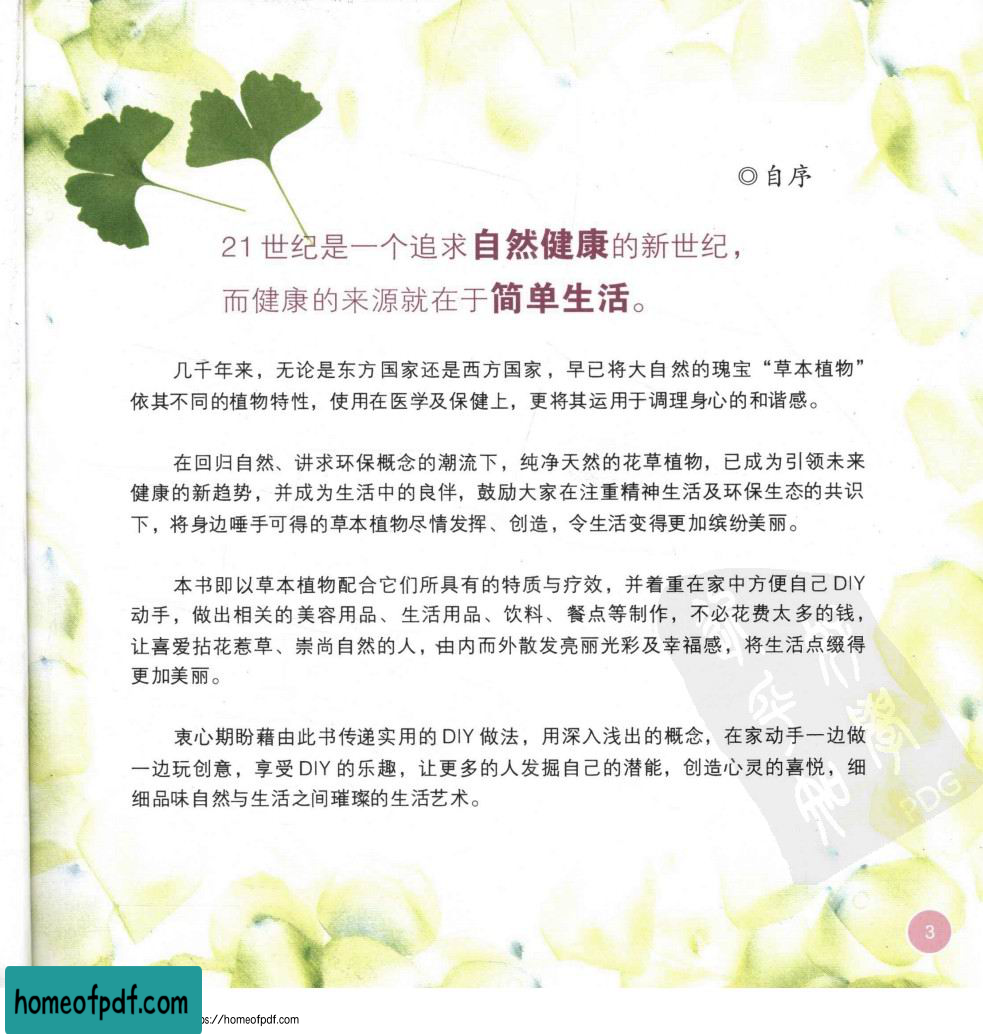 ◎自序
21世纪是一个追求自然健康的新世纪，
而健康的来源就在于简单生活。
几千年来，无论是东方国家还是西方国家，早已将大自然的瑰宝“草本植物”
依其不同的植物特性，使用在医学及保健上，更将其运用于调理身心的和谐感。
在回归自然、讲求环保概念的潮流下，纯净天然的花草植物，已成为引领未来
健康的新趋势，并成为生活中的良伴，鼓励大家在注重精神生活及环保生态的共识
下，将身边唾手可得的草本植物尽情发挥、创造，令生活变得更加缤纷美丽。
本书即以草本植物配合它们所具有的特质与疗效，并着重在家中方便自己DIY
动手，做出相关的美容用品、生活用品、饮料、餐点等制作，不必花费太多的钱，
让喜爱拈花惹草、崇尚自然的人，由内而外散发亮丽光彩及幸福感，将生活点缀得
更加美丽。
衷心期盼藉由此书传递实用的DIY做法，用深入浅出的概念，在家动手一边做
一边玩创意，享受DIY的乐趣，让更多的人发掘自己的潜能，创造心灵的喜悦，细
细品味自然与生活之间璀璨的生活艺术。
PDG
3
homeofpdf.com
ps://homeofpdf.com